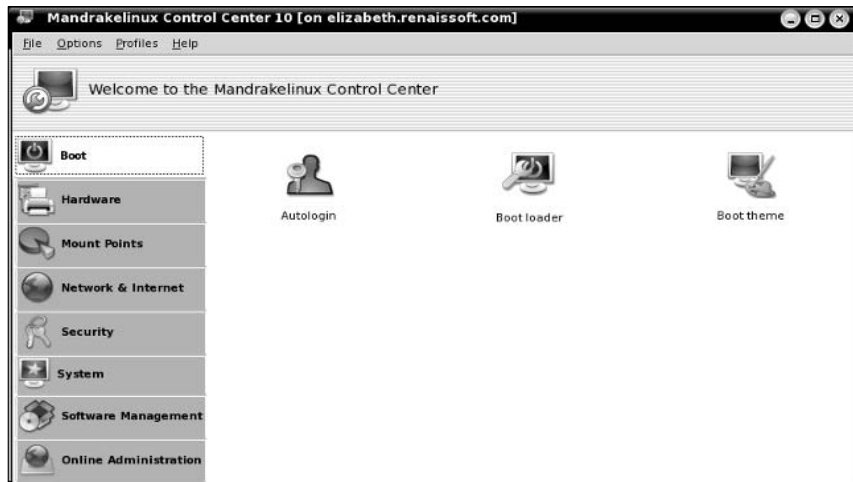 Mandrakelinux Control Center 10 [on elizabeth.renaissoft.com]
File Options Profiles Help
Welcome to the Mandrakelinux Control Center
Boot
Hardware
Mount Points
Network & Internet
Security
System
Software Management
Online Administration
Autologin
Boot loader
Boot theme